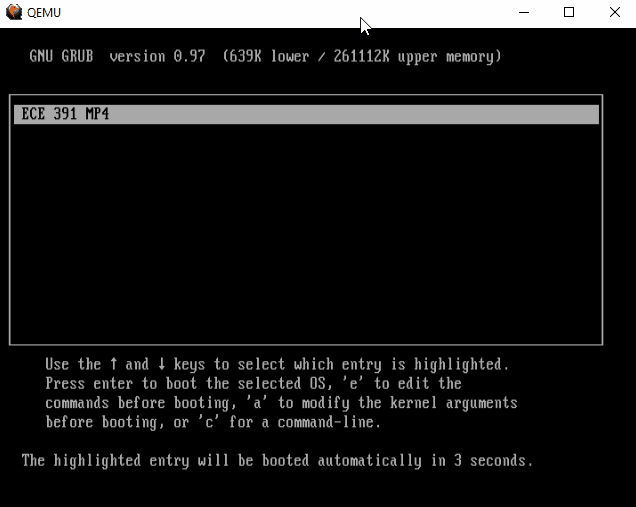 QEMU
GNU GRUB version 0.97 (639K lower / 261112K upper memory)
ECE 391 MP4
Use the ↑ and ↓ keys to select which entry is highlighted.
Press enter to boot the selected OS, 'e' to edit the
commands before booting, 'a' to modify the kernel arguments
before booting, or 'c' for a command-line.
The highlighted entry will be booted automatically in 3 seconds.